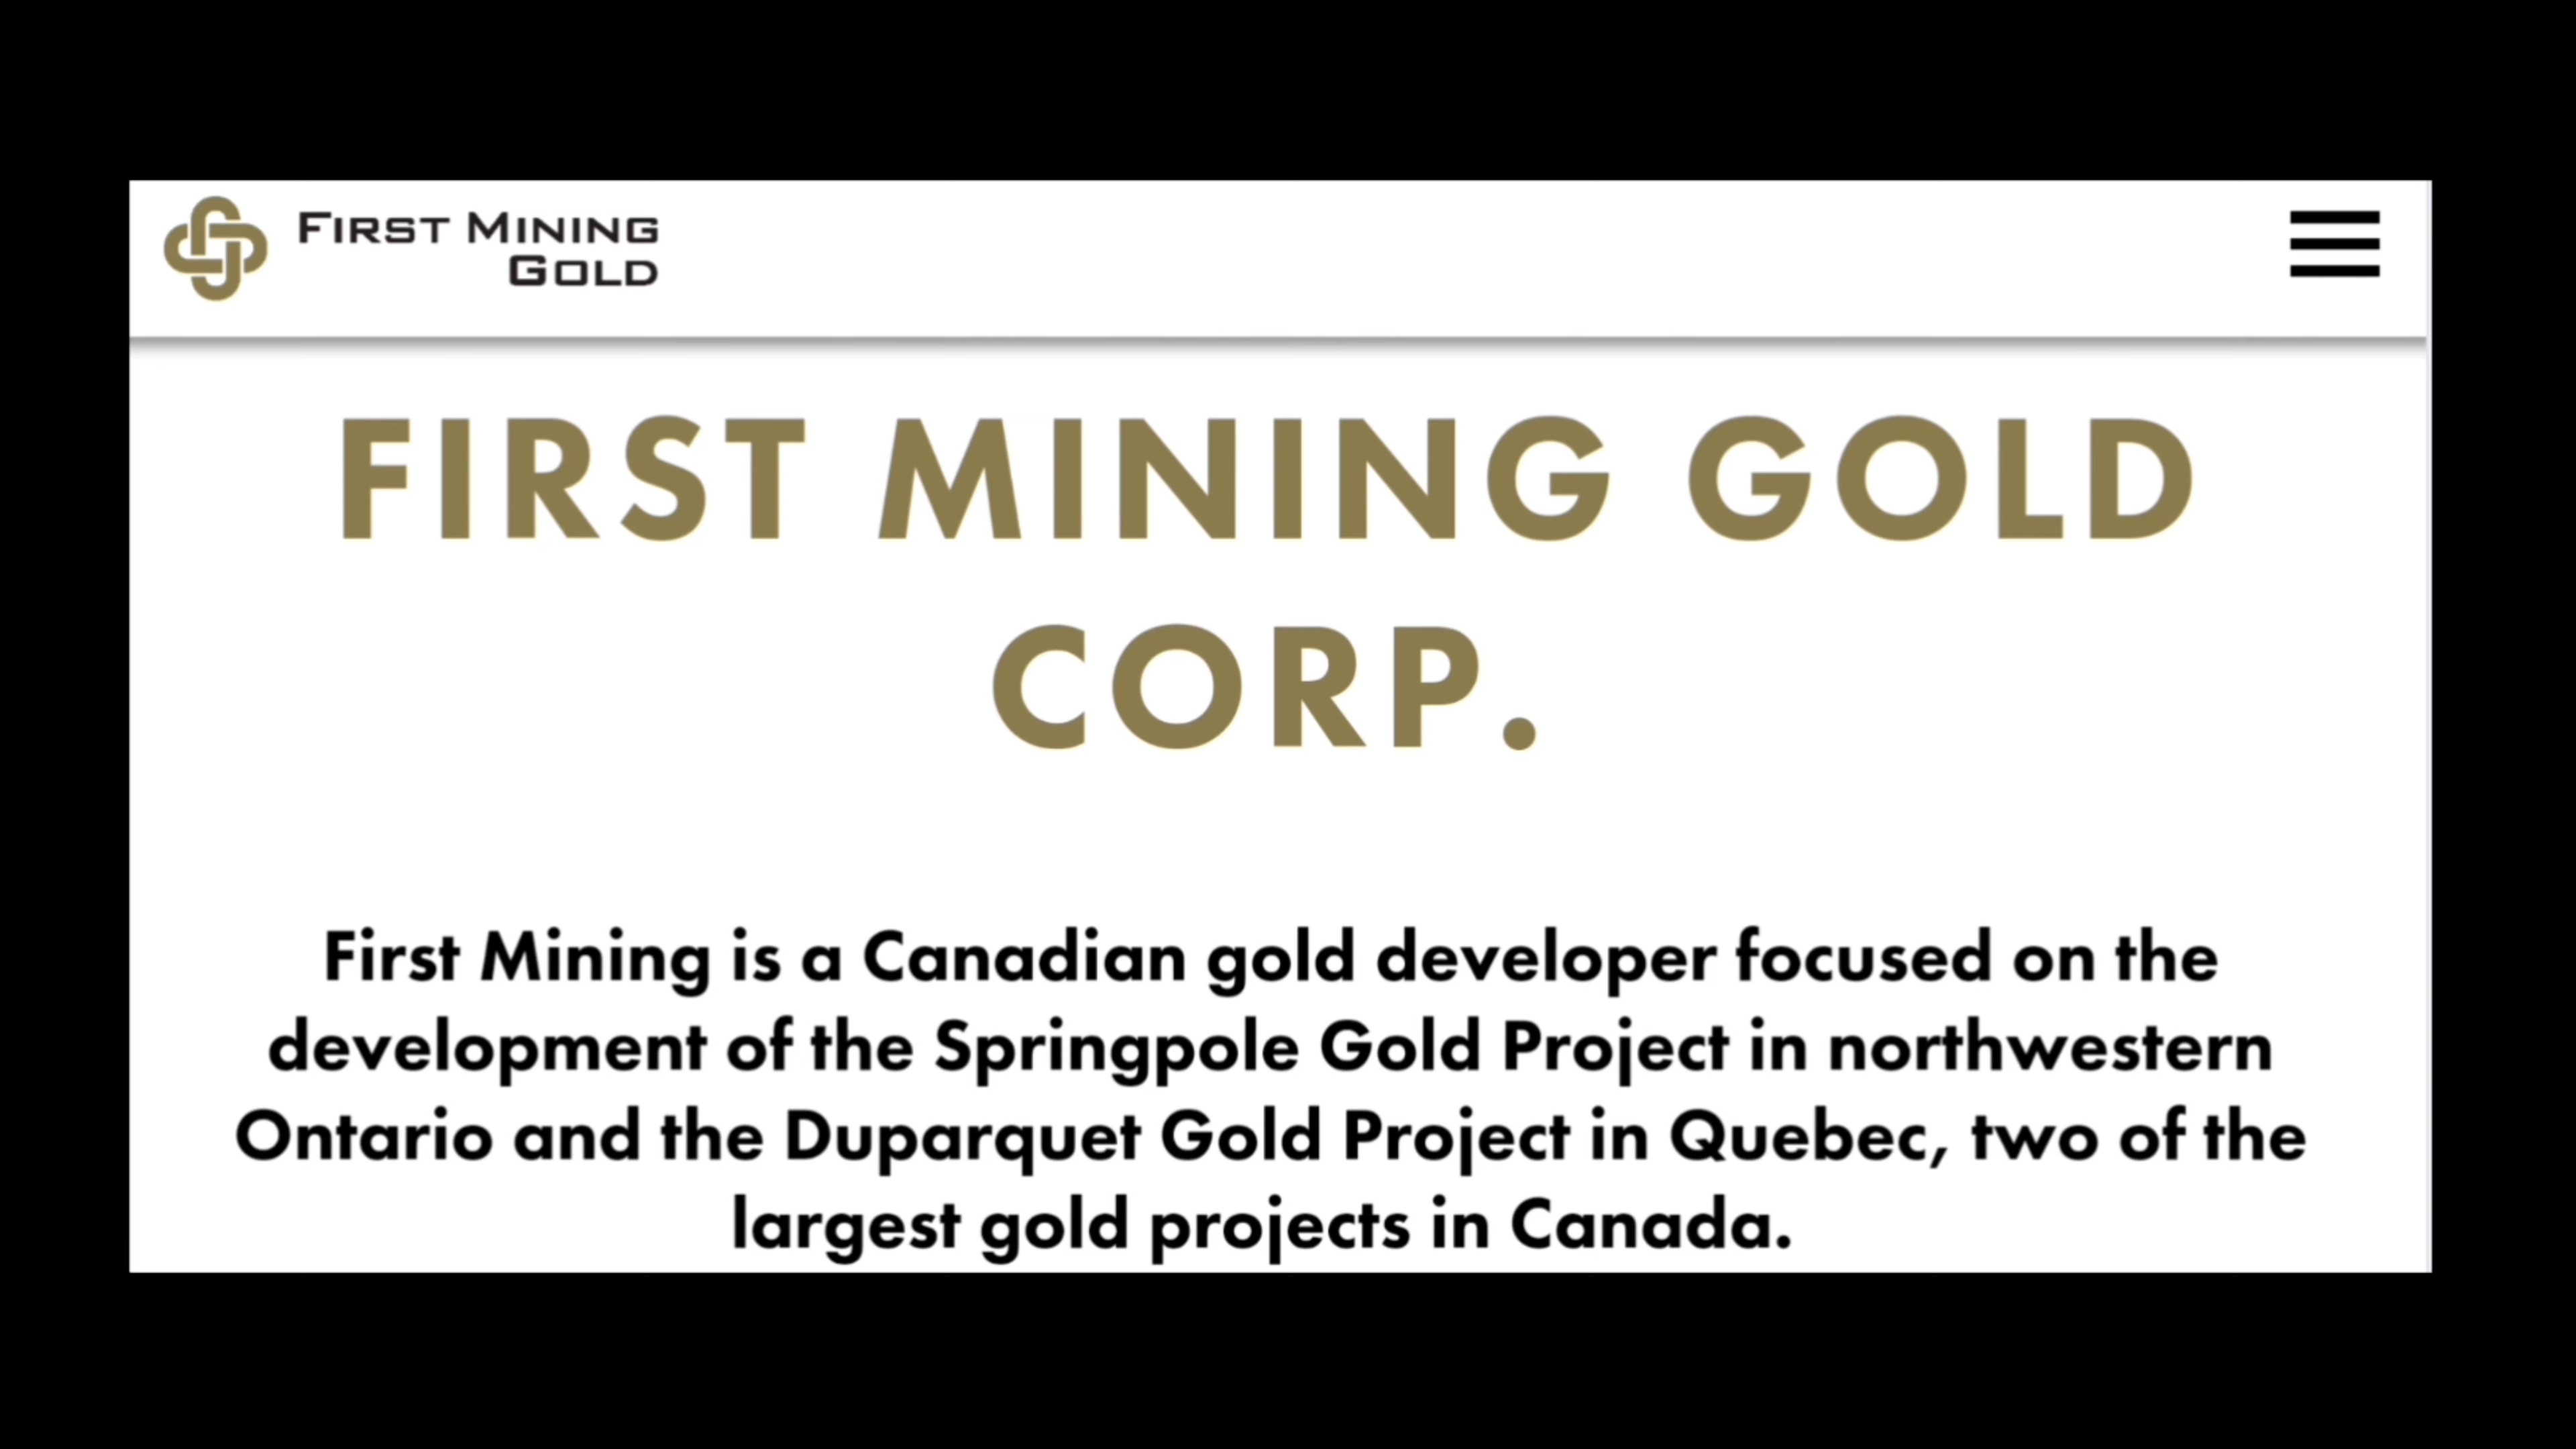 FIRST MINING
GOLD
FIRST MINING GOLD
CORP.
First Mining is a Canadian gold developer focused on the
development of the Springpole Gold Project in northwestern
Ontario and the Duparquet Gold Project in Quebec, two of the
largest gold projects in Canada.